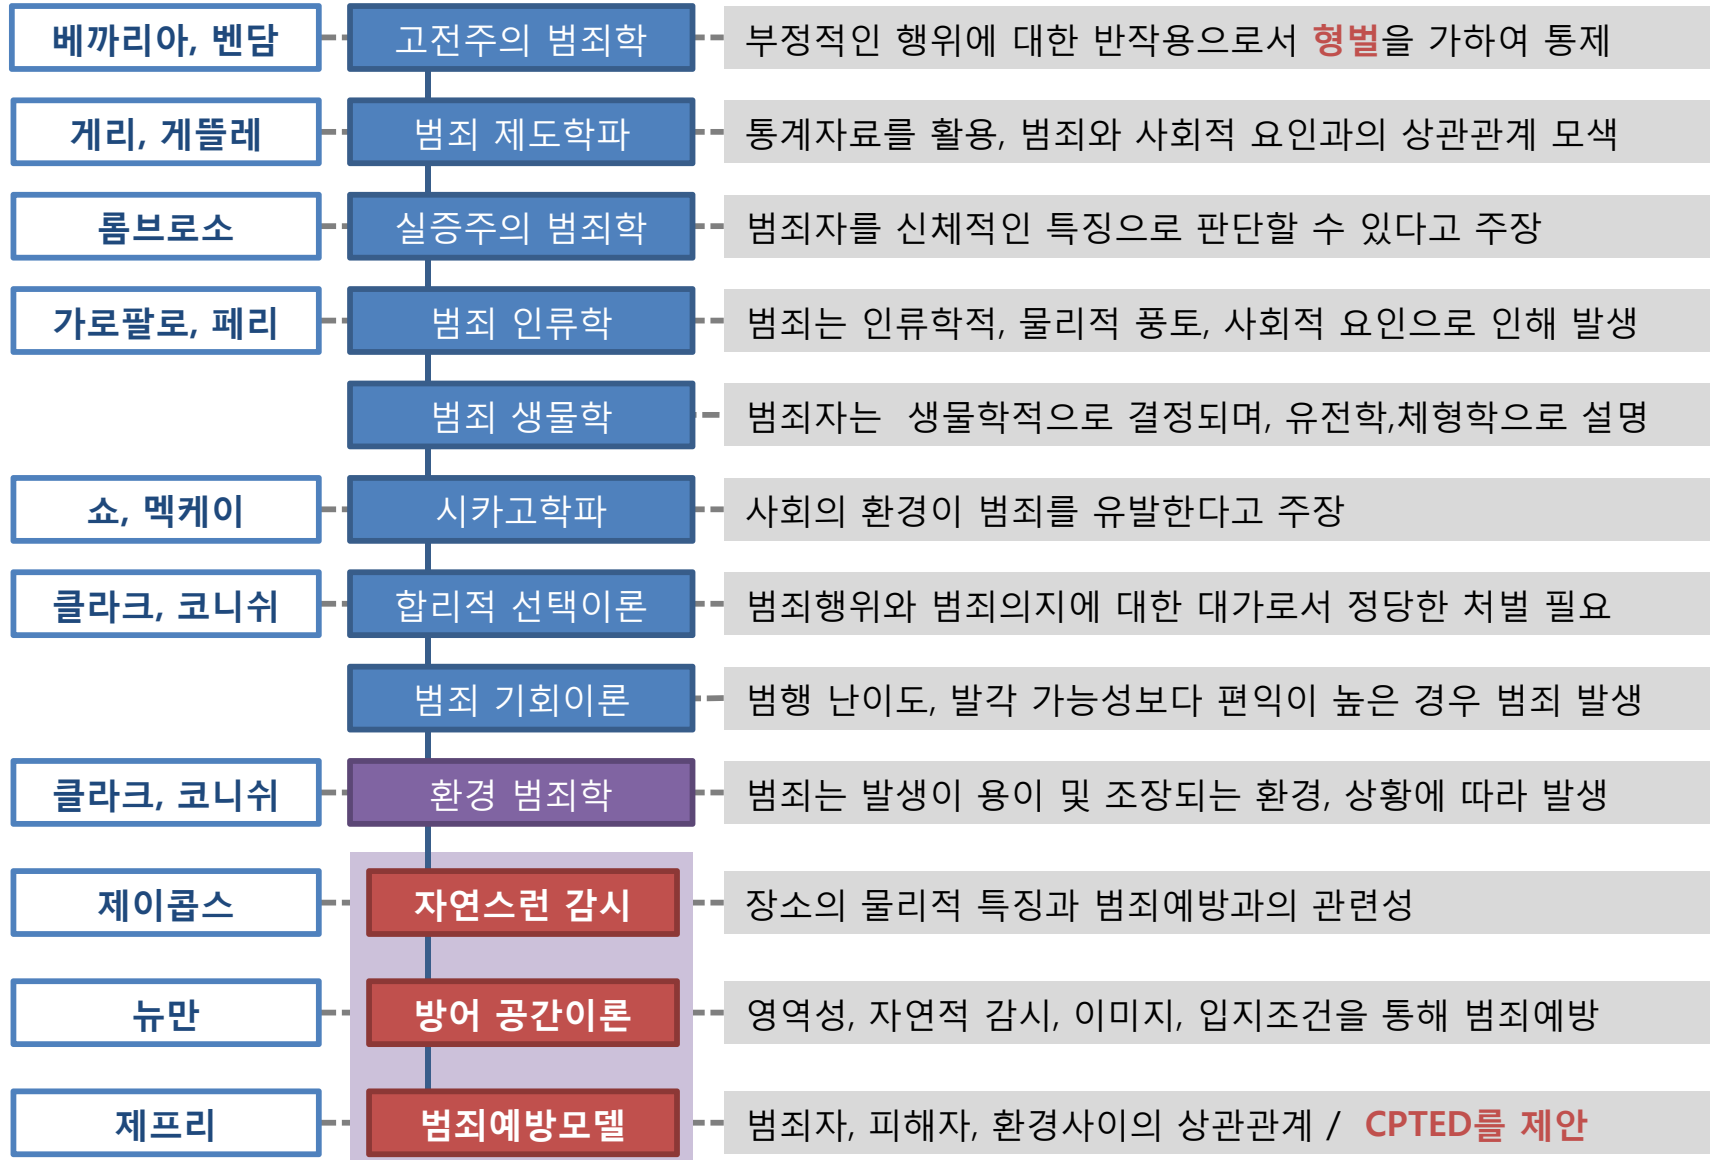 베까리아, 벤담 고전주의 범죄학 부정적인 행위에 대한 반작용으로서 형벌을 가하여 통제
게리, 게뜰레 범죄 제도학파 통계자료를 활용, 범죄와 사회적 요인과의 상관관계 모색
롬브로소 실증주의 범죄학 범죄자를 신체적인 특징으로 판단할 수 있다고 주장
가로팔로, 페리 범죄 인류학 범죄는 인류학적, 물리적 풍토, 사회적 요인으로 인해 발생
범죄 생물학 범죄자는 생물학적으로 결정되며, 유전학,체형학으로 설명
쇼, 멕케이 시카고학파 사회의 환경이 범죄를 유발한다고 주장
클라크, 코니쉬 합리적 선택이론 범죄행위와 범죄의지에 대한 대가로서 정당한 처벌 필요
범죄 기회이론 범행 난이도, 발각 가능성보다 편익이 높은 경우 범죄 발생
클라크, 코니쉬 환경 범죄학 범죄는 발생이 용이 및 조장되는 환경, 상황에 따라 발생
제이콥스 자연스런 감시 장소의 물리적 특징과 범죄예방과의 관련성
뉴만 방어 공간이론 영역성, 자연적 감시, 이미지, 입지조건을 통해 범죄예방
제프리 범죄예방모델 범죄자, 피해자, 환경사이의 상관관계 / CPTED를 제안